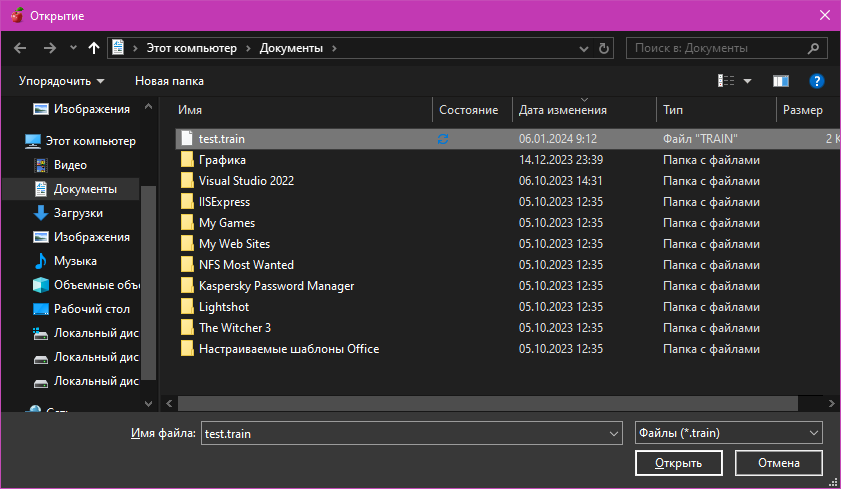 Открытие
Этот компьютер Документы
Поиск в: Документы
Упорядочить Новая папка
Имя Состояние Дата изменения Тип Размер
Изображения
Этот компьютер
Видео
Документы
Загрузки
Изображения
Музыка
Объемные объ
Рабочий стол
Локальный дис
Локальный дис
Локальный дис
test.train 06.01.2024 9:12 Файл "TRAIN" 2 К
Графика 14.12.2023 23:39 Папка с файлами
Visual Studio 2022 06.10.2023 14:31 Папка с файлами
IISExpress 05.10.2023 12:35 Папка с файлами
My Games 05.10.2023 12:35 Папка с файлами
My Web Sites 05.10.2023 12:35 Папка с файлами
NFS Most Wanted 05.10.2023 12:35 Папка с файлами
Kaspersky Password Manager 05.10.2023 12:35 Папка с файлами
Lightshot 05.10.2023 12:35 Папка с файлами
The Witcher 3 05.10.2023 12:35 Папка с файлами
Настраиваемые шаблоны Office 05.10.2023 12:35 Папка с файлами
Имя файла: test.train Файлы (*.train)
Открыть Отмена